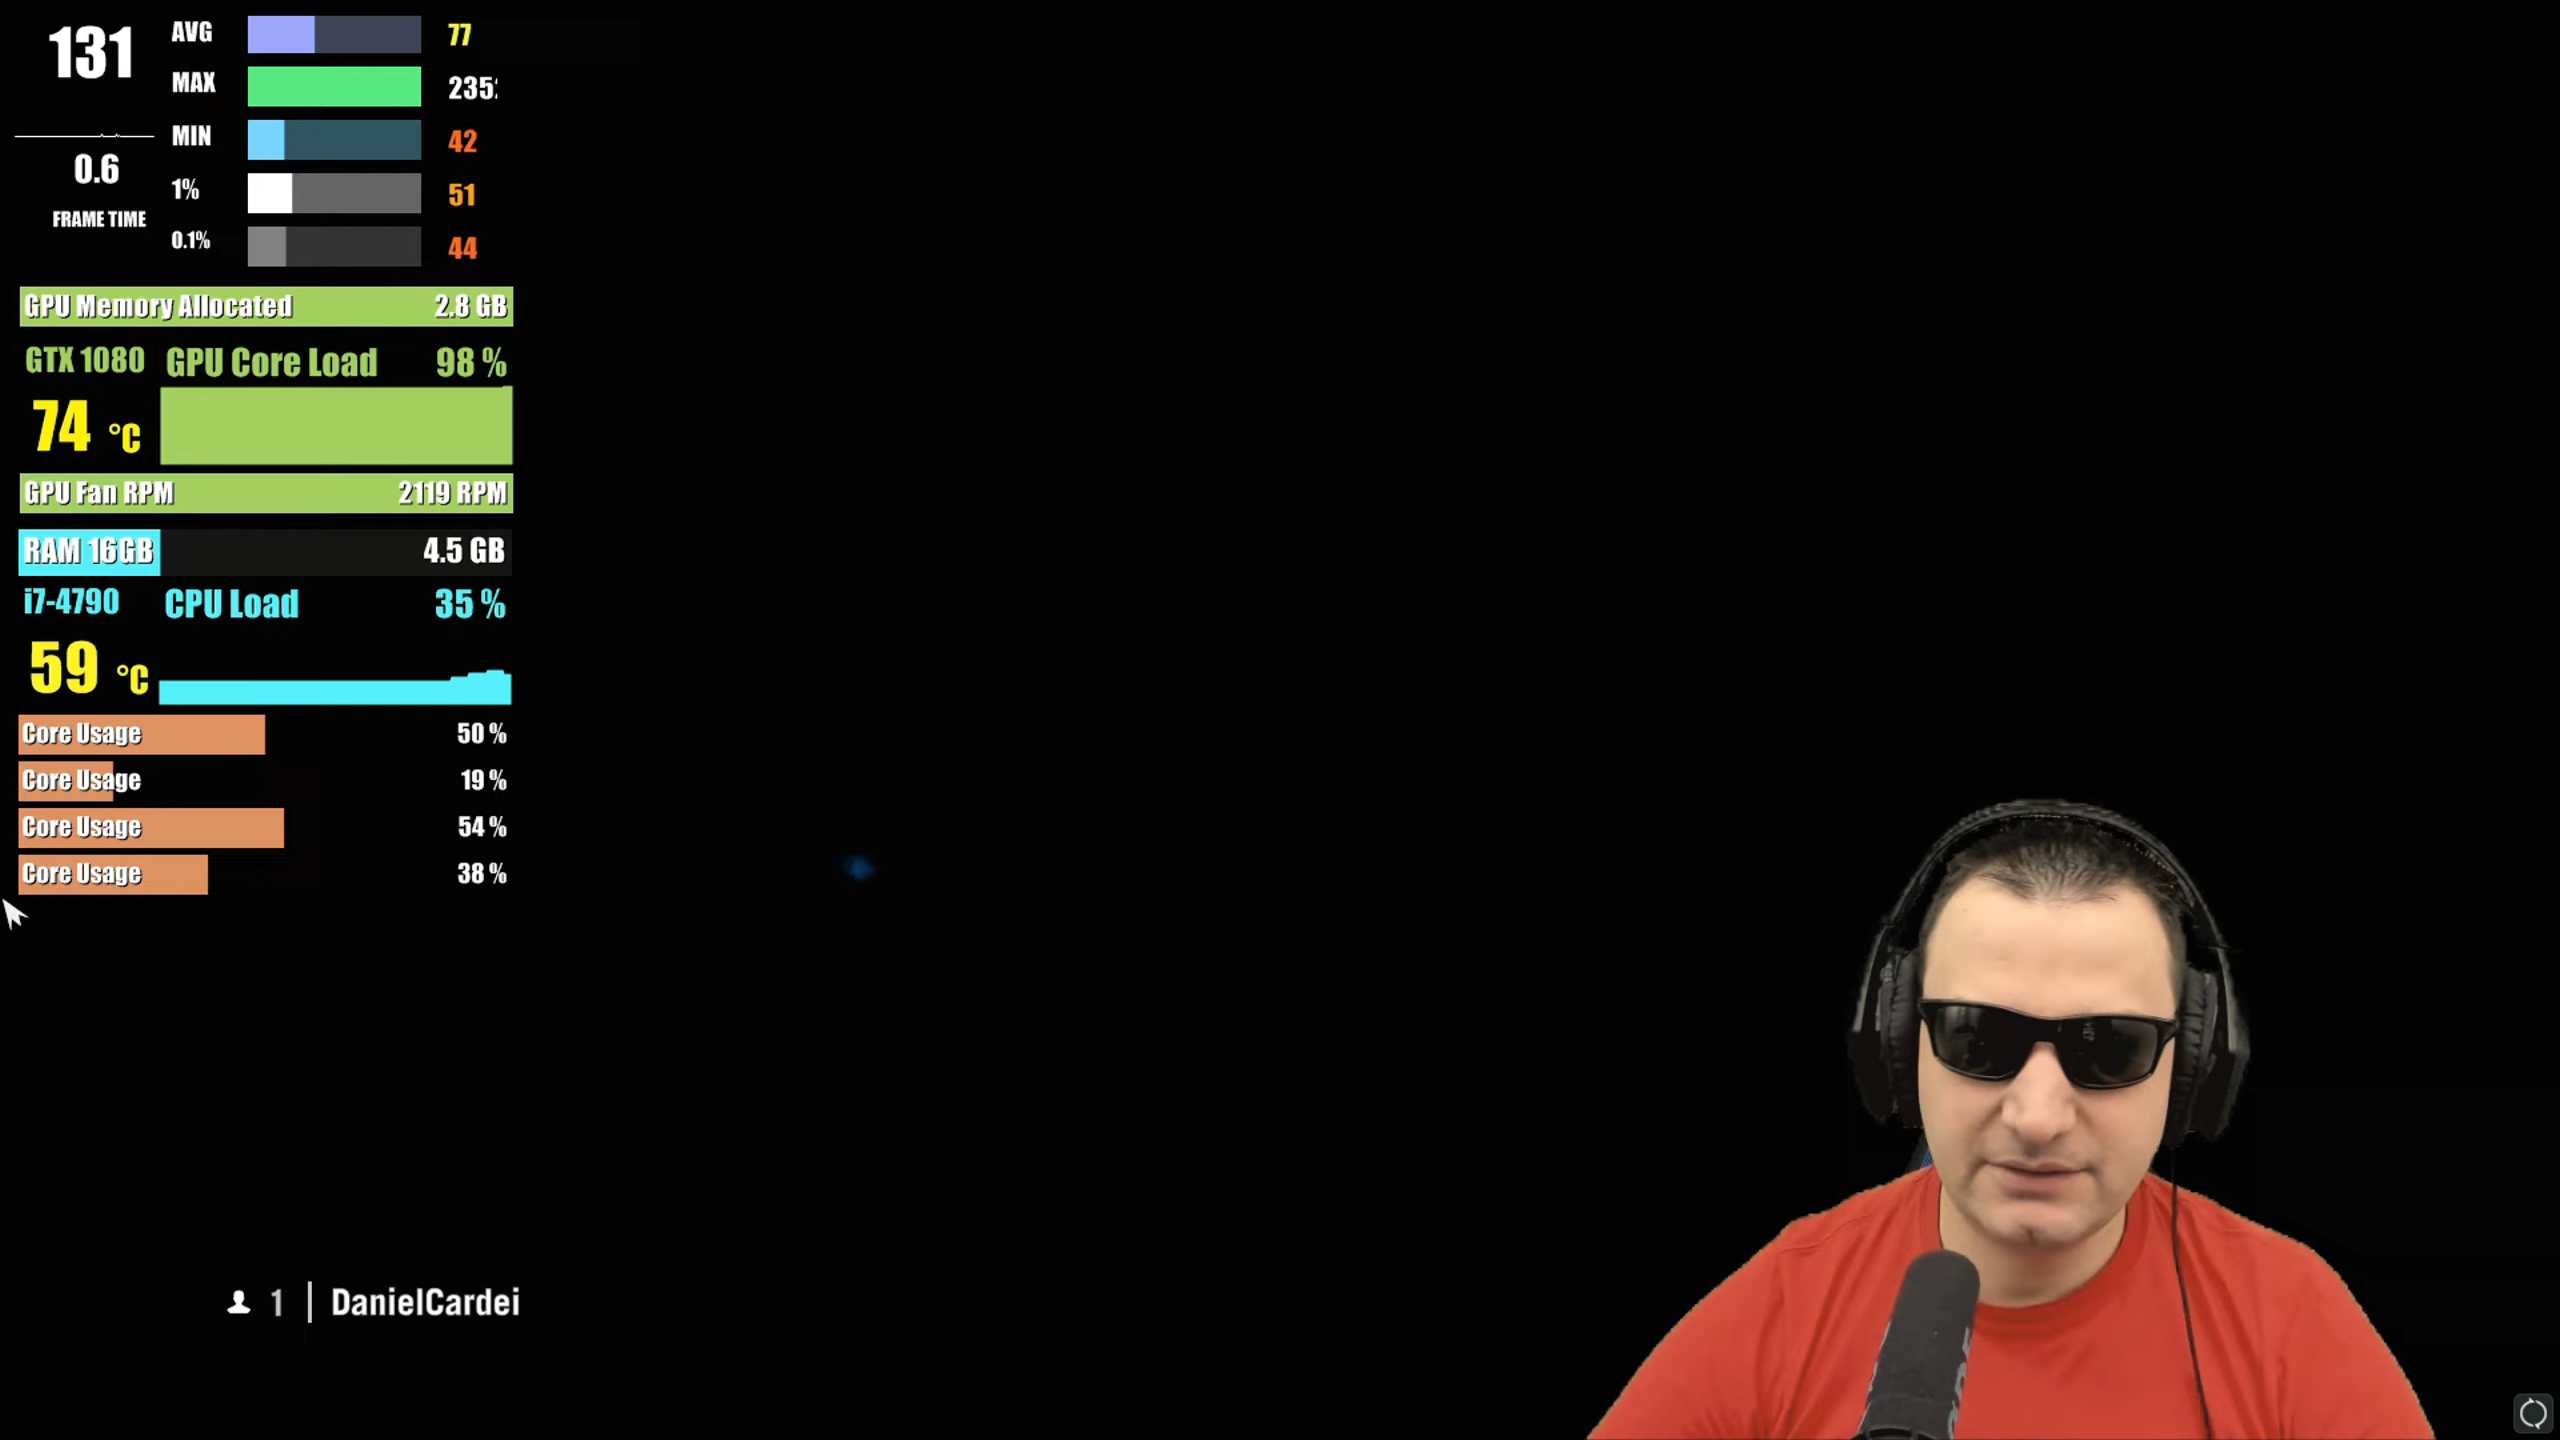 131
AVG 77
MAX 235
MIN 42
0.6
FRAME TIME
1% 51
0.1% 44
GPU Memory Allocated 2.8 GB
GTX 1080 GPU Core Load 98 %
74 °C
GPU Fan RPM 2119 RPM
RAM 16GB 4.5 GB
i7-4790 CPU Load 35 %
59 °C
Core Usage 50 %
Core Usage 19 %
Core Usage 54 %
Core Usage 38 %
1 | DanielCardei